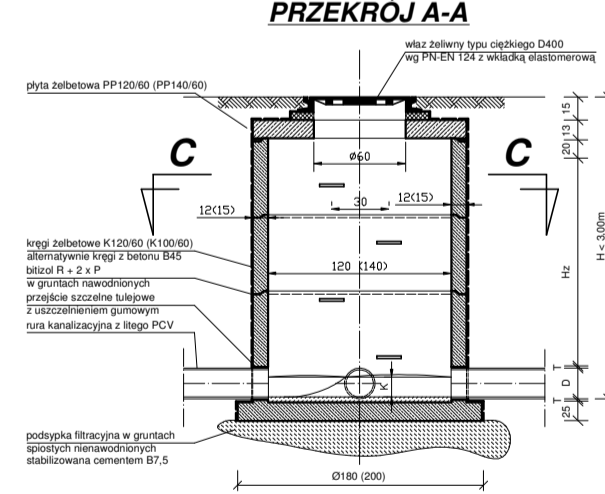 PRZEKRÓJ A-A
właz żeliwny typu ciężkiego D400
wg PN-EN 124 z wkładką elastomerową
płyta żelbetowa PP120/60 (PP140/60)
15
13
20
C
C
Ø60
30
12(15)
12(15)
H < 3,00m
kręgi żelbetowe K120/60 (K100/60)
alternatywnie kręgi z betonu B45
bitizol R + 2 x P
w gruntach nawodnionych
przejście szczelne tulejowe
z uszczelnieniem gumowym
rura kanalizacyjna z litego PCV
120 (140)
Hz
K
T
D
T
25
podsypka filtracyjna w gruntach
spiostych nienawodnionych
stabilizowana cementem B7,5
Ø180 (200)